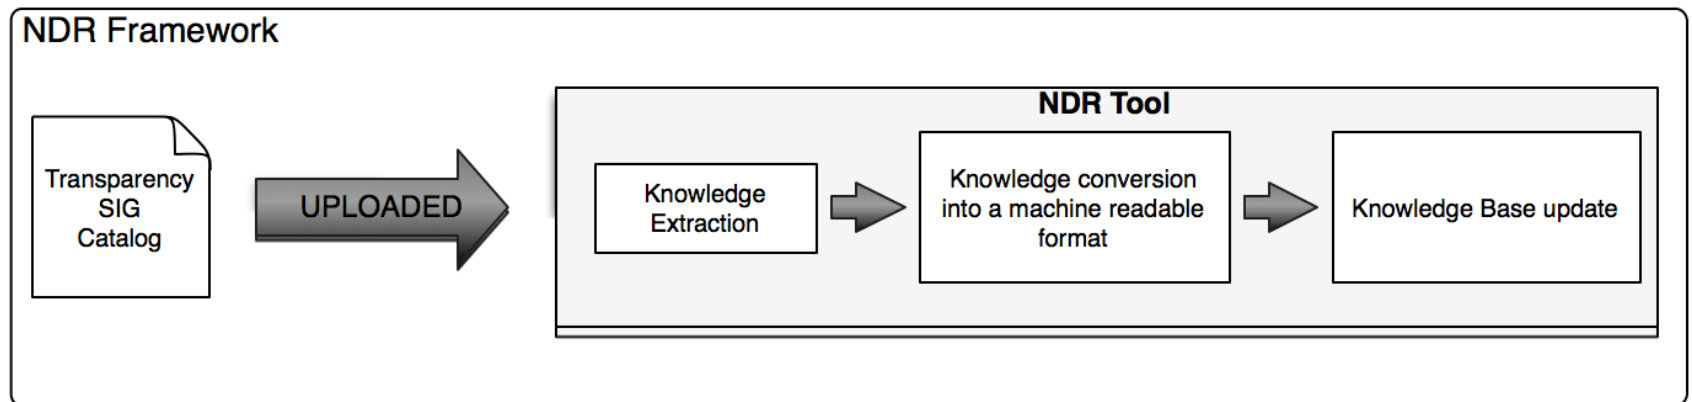 NDR Framework
Transparency
SIG
Catalog
UPLOADED
NDR Tool
Knowledge
Extraction
Knowledge conversion
into a machine readable
format
Knowledge Base update